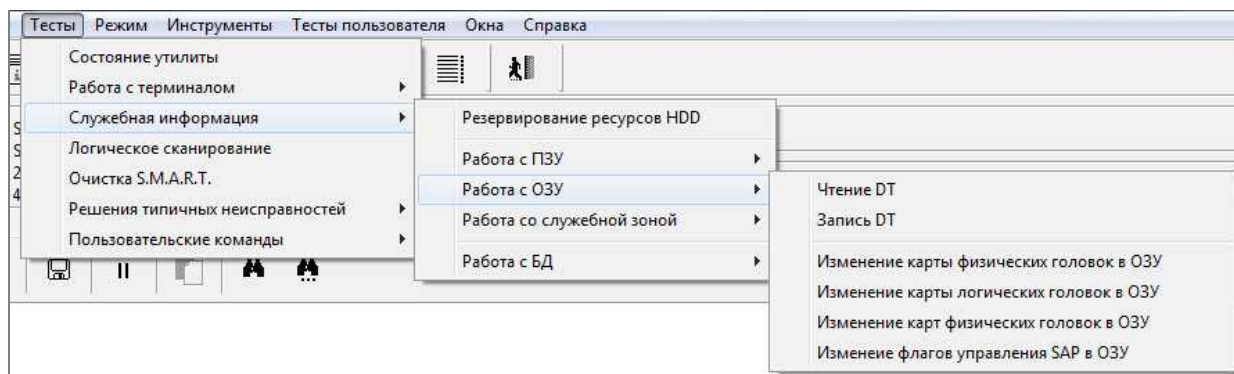 Тесты Режим Инструменты Тесты пользователя Окна Справка
Состояние утилиты
Работа с терминалом
Служебная информация
Логическое сканирование
Очистка S.M.A.R.T.
Решения типичных неисправностей
Пользовательские команды
Резервирование ресурсов HDD
Работа с ПЗУ
Работа с ОЗУ
Работа со служебной зоной
Работа с БД
Чтение DT
Запись DT
Изменение карты физических головок в ОЗУ
Изменение карты логических головок в ОЗУ
Изменение карт физических головок в ОЗУ
Изменеие флагов управления SAP в ОЗУ